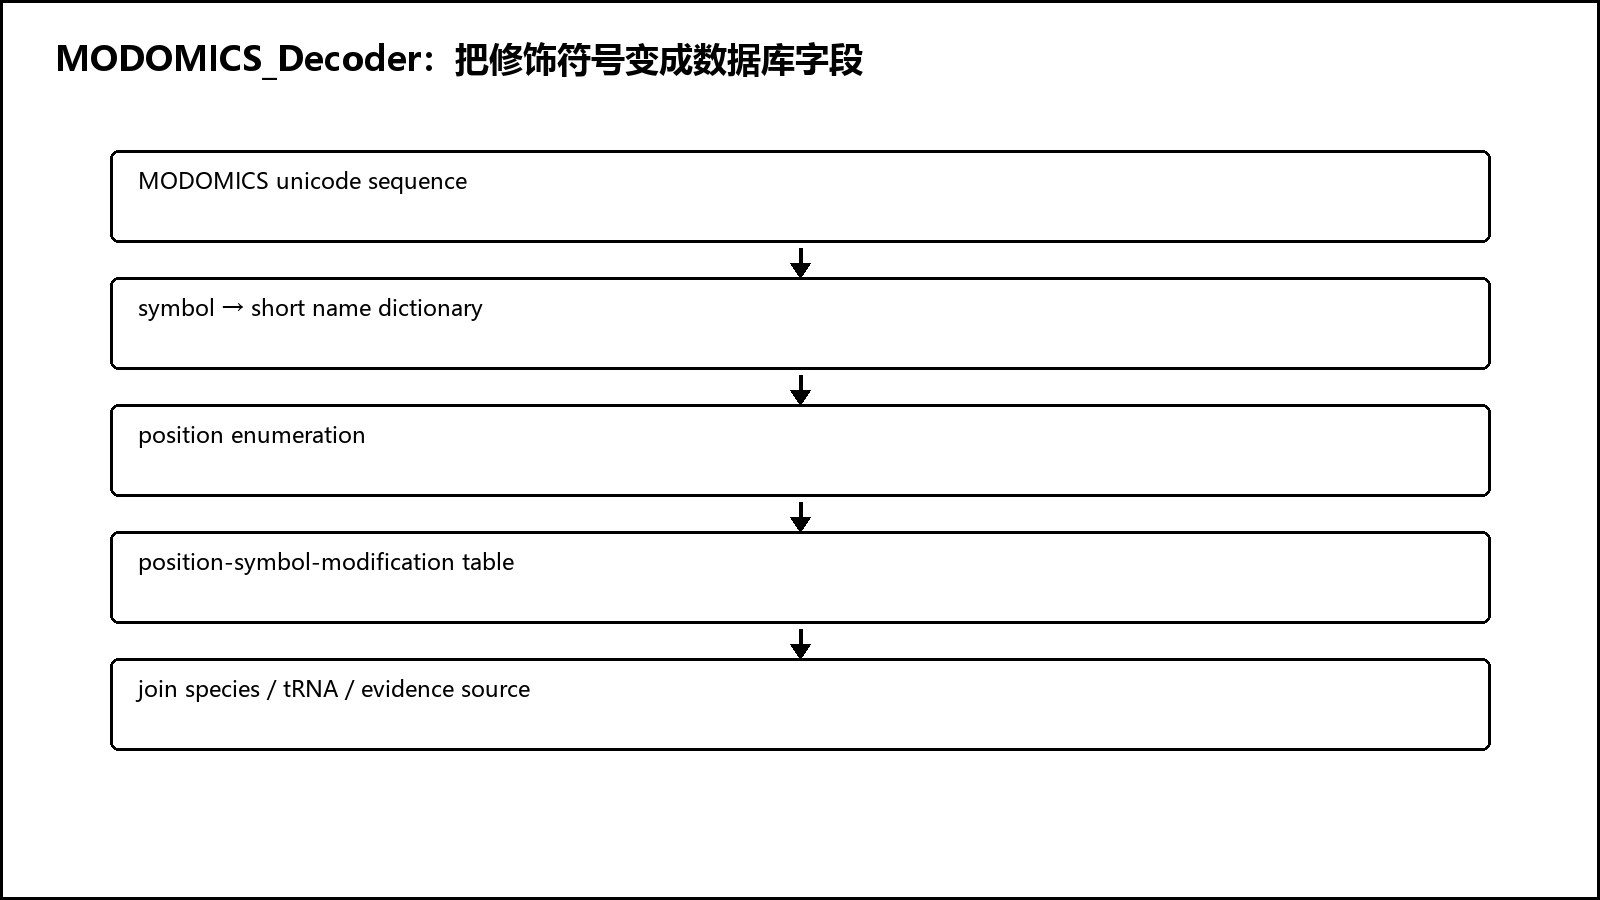 MODOMICS_Decoder：把修饰符号变成数据库字段
MODOMICS unicode sequence
symbol → short name dictionary
position enumeration
position-symbol-modification table
join species / tRNA / evidence source